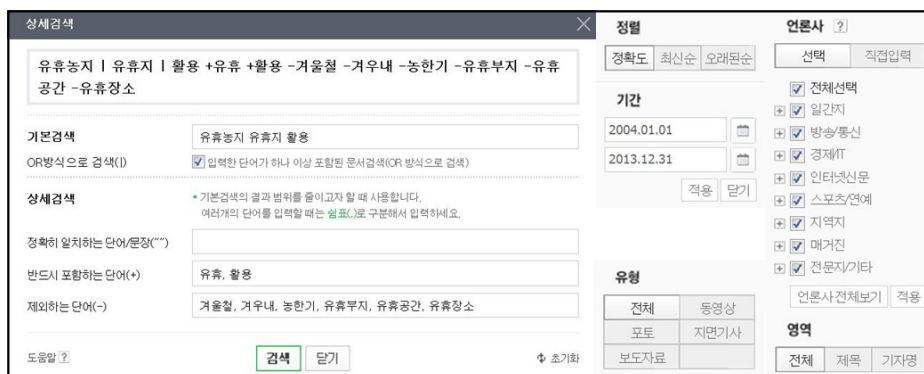 상세검색
유휴농지 | 유휴지 | 활용 +유휴 +활용 -겨울철 -겨우내 -농한기 -유휴부지 -유휴
공간 -유휴장소
기본검색
유휴농지 유휴지 활용
OR방식으로 검색(|)
입력한 단어가 하나 이상 포함된 문서검색(OR 방식으로 검색)
상세검색
• 기본검색의 결과 범위를 줄이고자 할 때 사용합니다.
여러개의 단어를 입력할 때는 쉼표(,)로 구분해서 입력하세요.
정확히 일치하는 단어/문장("")
반드시 포함하는 단어(+)
유휴, 활용
제외하는 단어(-)
겨울철, 겨우내, 농한기, 유휴부지, 유휴공간, 유휴장소
도움말 ?
검색 닫기
초기화
정렬
정확도 최신순 오래된순
기간
2004.01.01
2013.12.31
적용 닫기
유형
전체 동영상
포토 지면기사
보도자료
언론사 ?
선택 직접입력
전체선택
일간지
방송/통신
경제/IT
인터넷신문
스포츠/연예
지역지
매거진
전문지/기타
언론사 전체보기 적용
영역
전체 제목 기자명